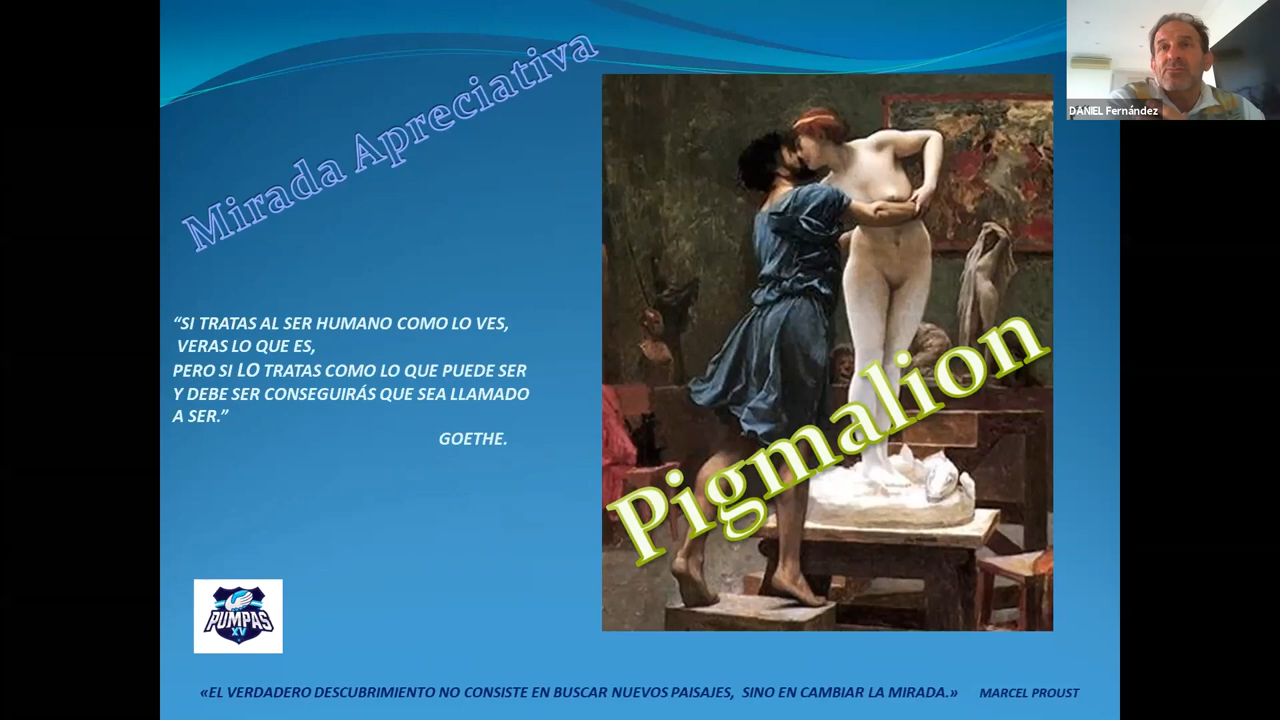 DANIEL Fernández
Mirada Apreciativa
“SI TRATAS AL SER HUMANO COMO LO VES,
VERAS LO QUE ES,
PERO SI LO TRATAS COMO LO QUE PUEDE SER
Y DEBE SER CONSEGUIRÁS QUE SEA LLAMADO
A SER.”
GOETHE.
Pigmalion
PUMPAS
XV
«EL VERDADERO DESCUBRIMIENTO NO CONSISTE EN BUSCAR NUEVOS PAISAJES, SINO EN CAMBIAR LA MIRADA.» MARCEL PROUST